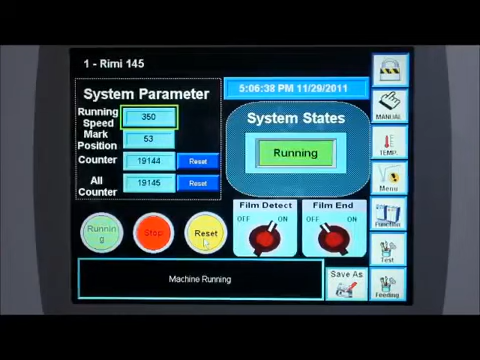 1 - Rimi 145
System Parameter
Running Speed
350
Mark Position
53
Counter
19144
Reset
All Counter
19145
Reset
5:06:38 PM 11/29/2011
System States
Running
Film Detect
OFF ON
Film End
OFF ON
Runnin
g
Stop
Reset
Machine Running
Save As
MANUAL
TEMP.
Menu
Function
Test
Feeding